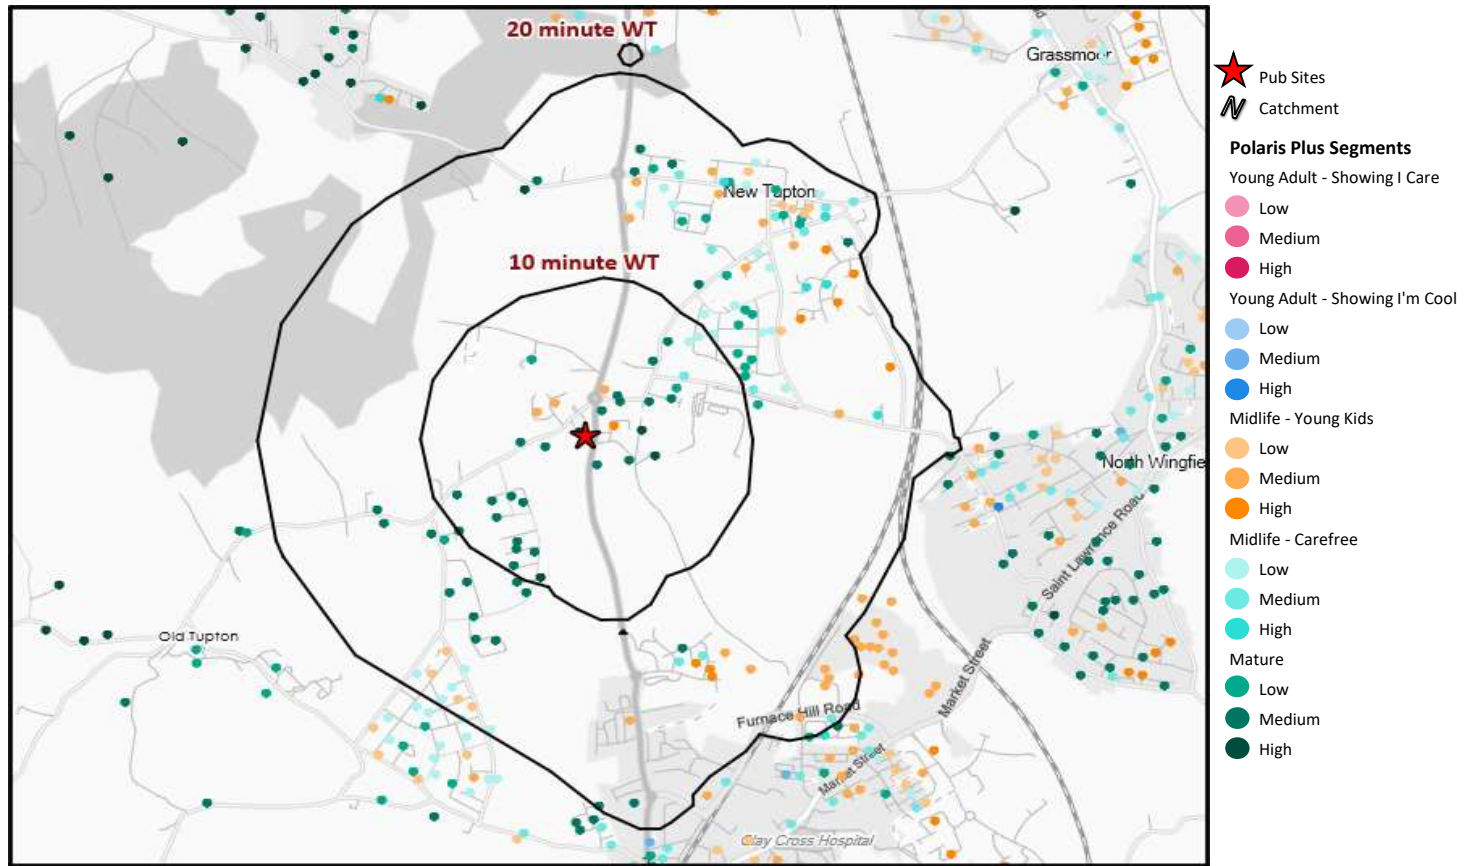 20 minute WT
Grassmoor
New Tupton
10 minute WT
North Wingfie
Saint Lawrence Road
Old Tupton
Market Street
Furnace Hill Road
Market Street
Clay Cross Hospital
Pub Sites
Catchment
Polaris Plus Segments
Young Adult - Showing I Care
Low
Medium
High
Young Adult - Showing I'm Cool
Low
Medium
High
Midlife - Young Kids
Low
Medium
High
Midlife - Carefree
Low
Medium
High
Mature
Low
Medium
High